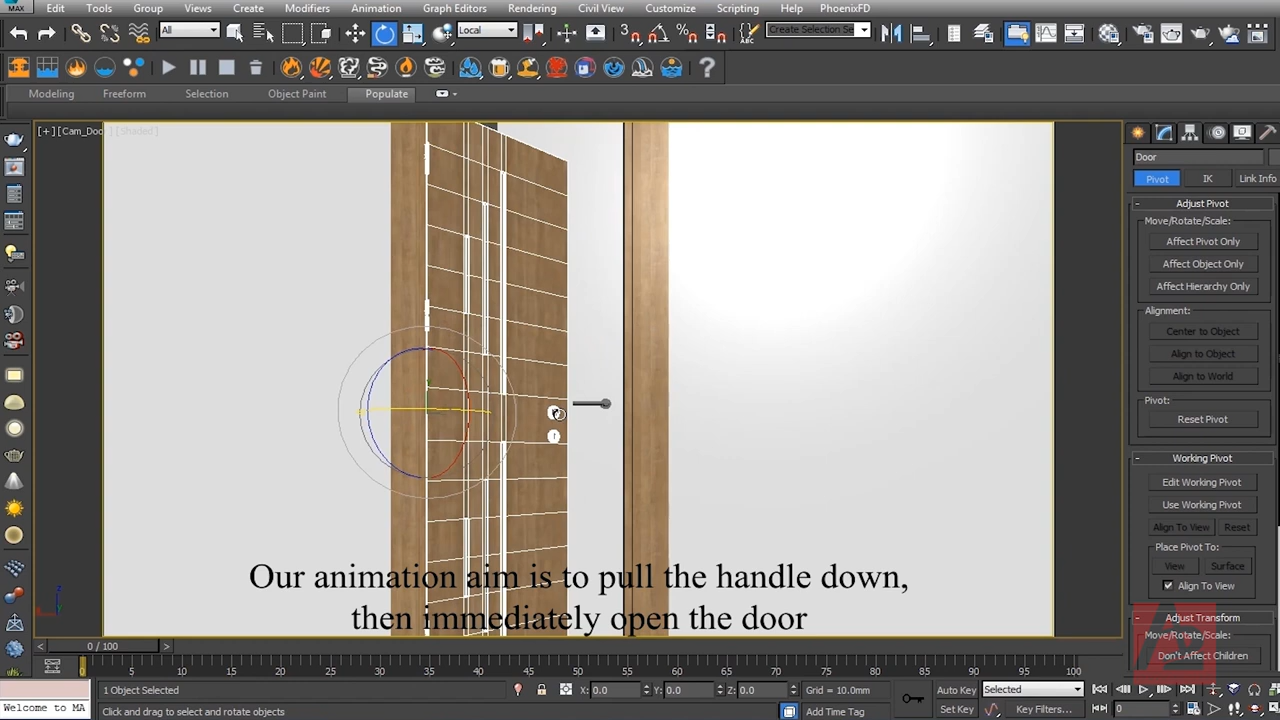 MAX
Edit
Tools
Group
Views
Create
Modifiers
Animation
Graph Editors
Rendering
Civil View
Customize
Scripting
Help
PhoenixFD
All
Local
Create Selection Se
Modeling
Freeform
Selection
Object Paint
Populate
[+] [Cam_Doo [Shaded]
Door
Pivot
IK
Link Info
Adjust Pivot
Move/Rotate/Scale:
Affect Pivot Only
Affect Object Only
Affect Hierarchy Only
Alignment:
Center to Object
Align to Object
Align to World
Pivot:
Reset Pivot
Working Pivot
Edit Working Pivot
Use Working Pivot
Align To View
Reset
Place Pivot To:
View
Surface
Align To View
Adjust Transform
Move/Rotate/Scale:
Don't Affect Children
Our animation aim is to pull the handle down,
then immediately open the door
0 / 100
0 5 10 15 20 25 30 35 40 45 50 55 60 65 70 75 80 85 90 95 100
1 Object Selected
X: 0.0
Y: 0.0
Z: 0.0
Grid = 10.0mm
Auto Key
Selected
Welcome to MA
Click and drag to select and rotate objects
Add Time Tag
Set Key
Key Filters...
0